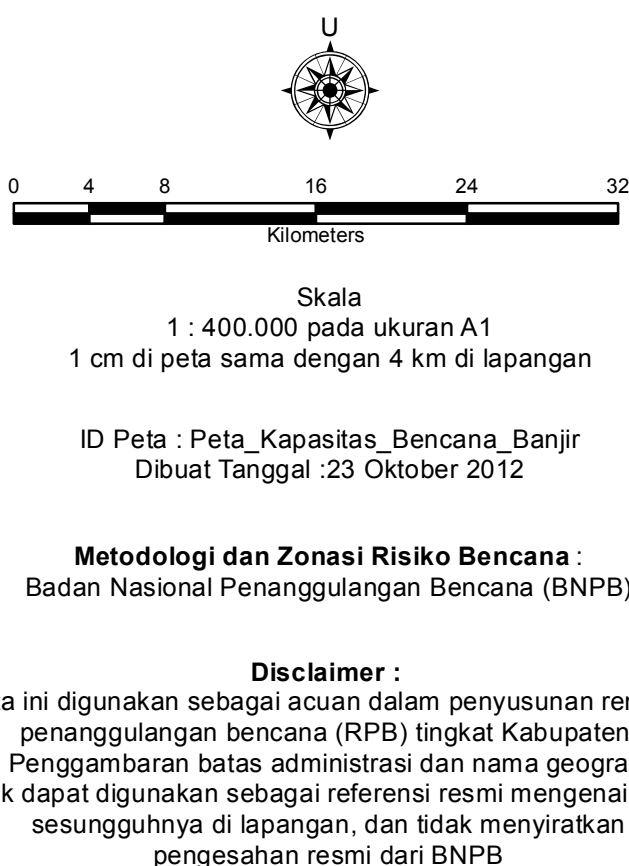 U
0 4 8 16 24 32
Kilometers
Skala
1 : 400.000 pada ukuran A1
1 cm di peta sama dengan 4 km di lapangan
ID Peta : Peta_Kapasitas_Bencana_Banjir
Dibuat Tanggal :23 Oktober 2012
Metodologi dan Zonasi Risiko Bencana :
Badan Nasional Penanggulangan Bencana (BNPB)
Disclaimer :
ini digunakan sebagai acuan dalam penyusunan
penanggulangan bencana (RPB) tingkat Kabupaten
Penggambaran batas administrasi dan nama
dapat digunakan sebagai referensi resmi mengenai
sesungguhnya di lapangan, dan tidak menyiratkan
pengesahan resmi dari BNPB